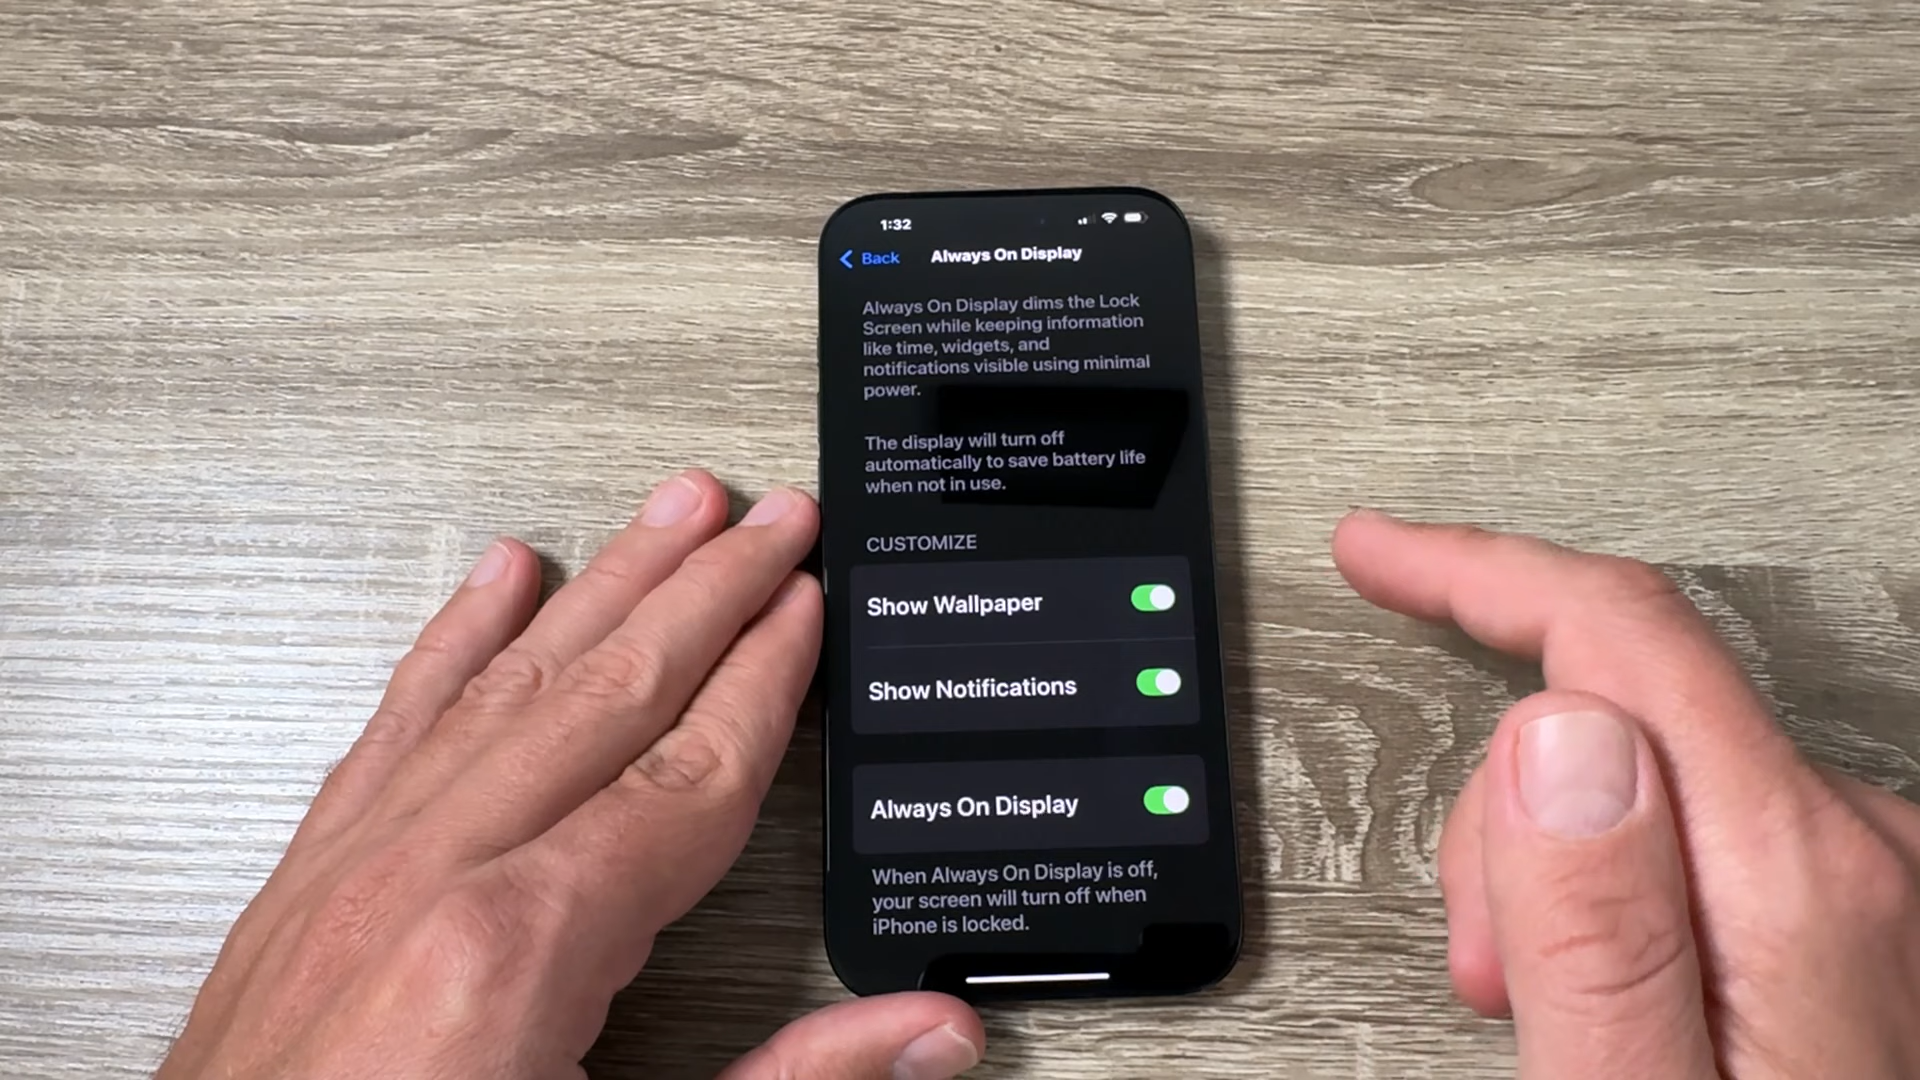 1:32
Back
Always On Display
Always On Display dims the Lock
Screen while keeping information
like time, widgets, and
notifications visible using minimal
power.
The display will turn off
automatically to save battery life
when not in use.
CUSTOMIZE
Show Wallpaper
Show Notifications
Always On Display
When Always On Display is off,
your screen will turn off when
iPhone is locked.